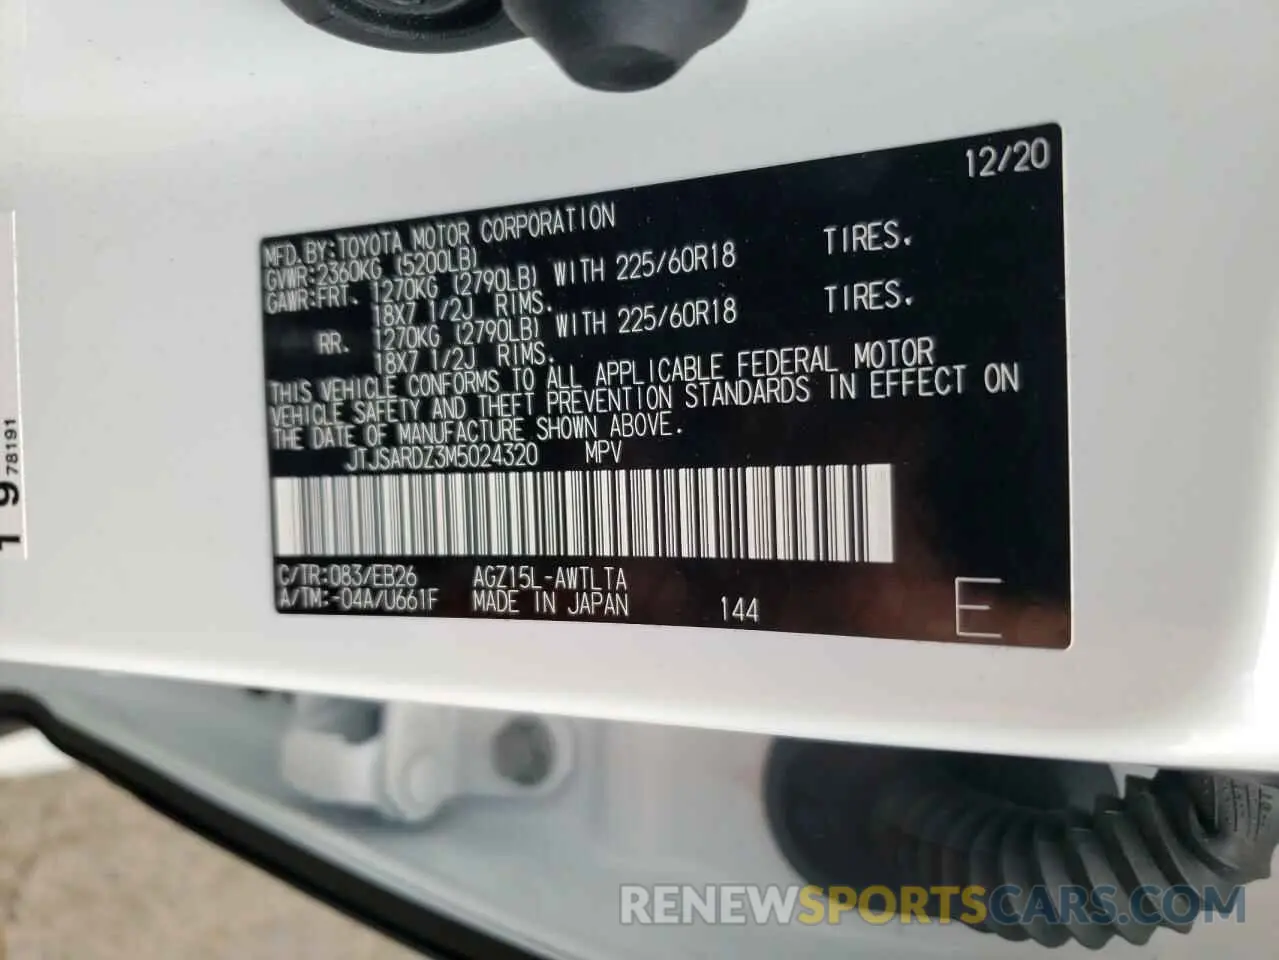 12/20
MFD.BY:TOYOTA MOTOR CORPORATION
GVWR:2360KG (5200LB)
GAWR:FRT. 1270KG (2790LB) WITH 225/60R18 TIRES.
18X7 1/2J RIMS.
RR. 1270KG (2790LB) WITH 225/60R18 TIRES.
18X7 1/2J RIMS.
THIS VEHICLE CONFORMS TO ALL APPLICABLE FEDERAL MOTOR
VEHICLE SAFETY AND THEFT PREVENTION STANDARDS IN EFFECT ON
THE DATE OF MANUFACTURE SHOWN ABOVE.
JTJSARDZ3M5024320 MPV
C/TR:083/EB26 AGZ15L-AWTLTA
A/TM:-04A/U661F MADE IN JAPAN 144 E
1 978191
RENEWSPORTSCARS.COM